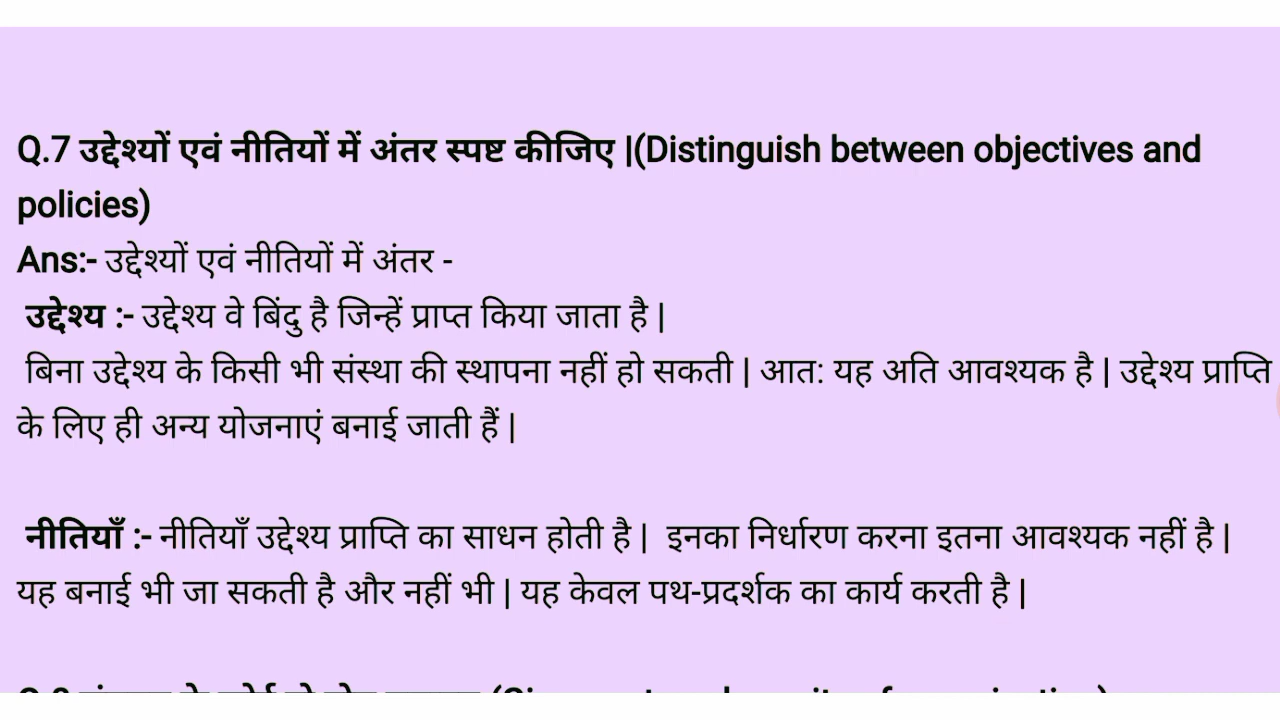 Q.7 उद्देश्यों एवं नीतियों में अंतर स्पष्ट कीजिए |(Distinguish between objectives and
policies)
Ans:- उद्देश्यों एवं नीतियों में अंतर -
उद्देश्य :- उद्देश्य वे बिंदु है जिन्हें प्राप्त किया जाता है |
बिना उद्देश्य के किसी भी संस्था की स्थापना नहीं हो सकती | आत: यह अति आवश्यक है | उद्देश्य प्राप्ति
के लिए ही अन्य योजनाएं बनाई जाती हैं |
नीतियाँ :- नीतियाँ उद्देश्य प्राप्ति का साधन होती है | इनका निर्धारण करना इतना आवश्यक नहीं है |
यह बनाई भी जा सकती है और नहीं भी | यह केवल पथ-प्रदर्शक का कार्य करती है |